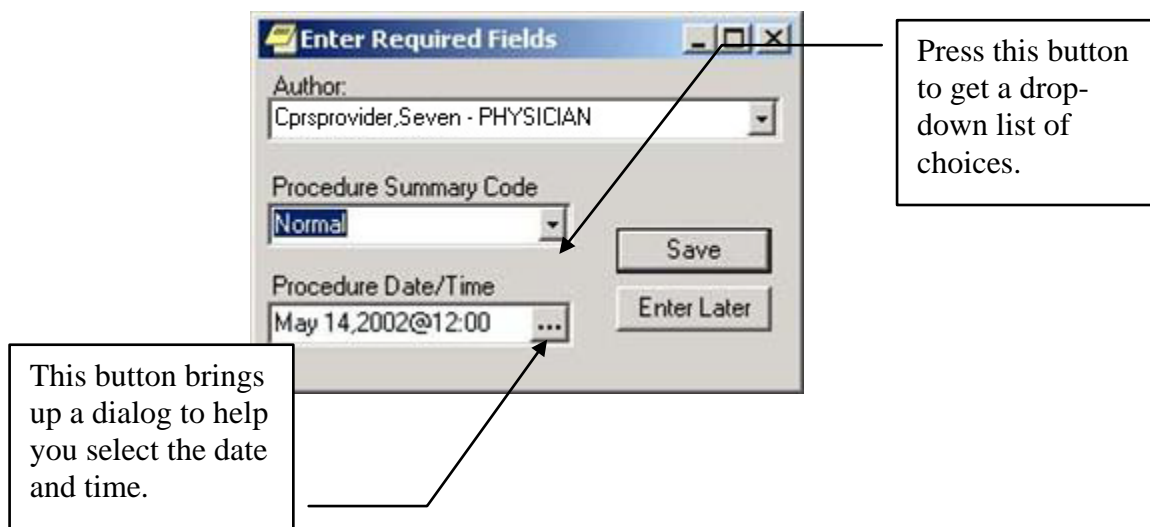 Enter Required Fields
Author:
Cprsprovider,Seven - PHYSICIAN
Procedure Summary Code
Normal
Save
Procedure Date/Time
May 14,2002@12:00
...
Enter Later
Press this button
to get a drop-
down list of
choices.
This button brings
up a dialog to help
you select the date
and time.